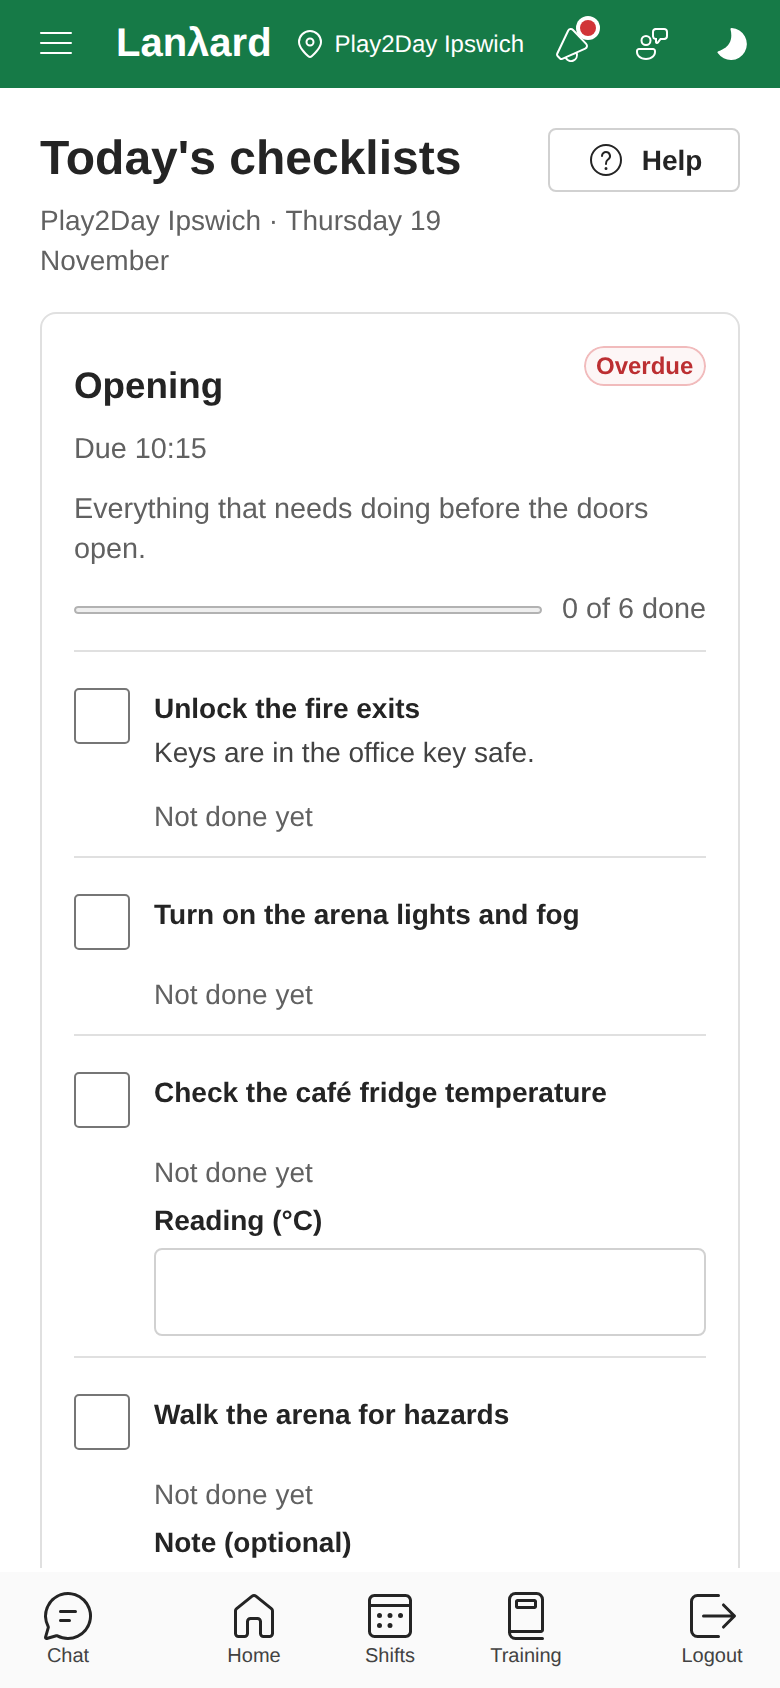 Lanλard
Play2Day Ipswich
Today's checklists
Help
Play2Day Ipswich · Thursday 19
November
Opening
Overdue
Due 10:15
Everything that needs doing before the doors
open.
0 of 6 done
Unlock the fire exits
Keys are in the office key safe.
Not done yet
Turn on the arena lights and fog
Not done yet
Check the café fridge temperature
Not done yet
Reading (°C)
Walk the arena for hazards
Not done yet
Note (optional)
Chat
Home
Shifts
Training
Logout